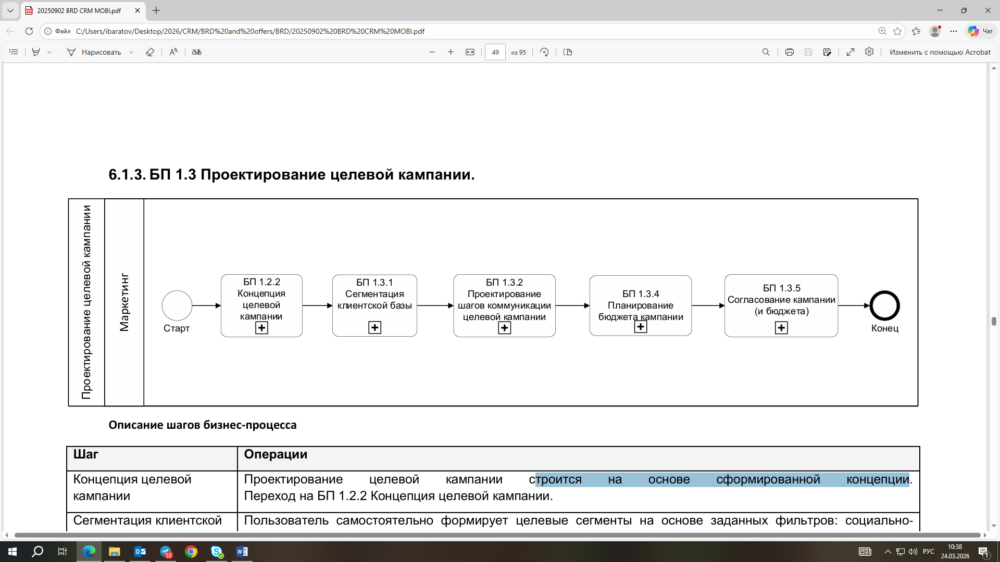 20250902 BRD CRM MOBI.pdf
Файл
C:/Users/ibaratov/Desktop/2026/CRM/BRD%20and%20offers/BRD/20250902%20BRD%20CRM%20MOBI.pdf
Чат
Нарисовать
49
из 95
Изменить с помощью Acrobat
6.1.3. БП 1.3 Проектирование целевой кампании.
Проектирование целевой кампании
Маркетинг
Старт
БП 1.2.2
Концепция
целевой
кампании
БП 1.3.1
Сегментация
клиентской базы
БП 1.3.2
Проектирование
шагов коммуникации
целевой кампании
БП 1.3.4
Планирование
бюджета кампании
БП 1.3.5
Согласование кампании
(и бюджета)
Конец
Описание шагов бизнес-процесса
Шаг
Операции
Концепция целевой
кампании
Проектирование целевой кампании строится на основе сформированной концепции.
Переход на БП 1.2.2 Концепция целевой кампании.
Сегментация клиентской
Пользователь самостоятельно формирует целевые сегменты на основе заданных фильтров: социально-
56
РУС
10:38
24.03.2026
1